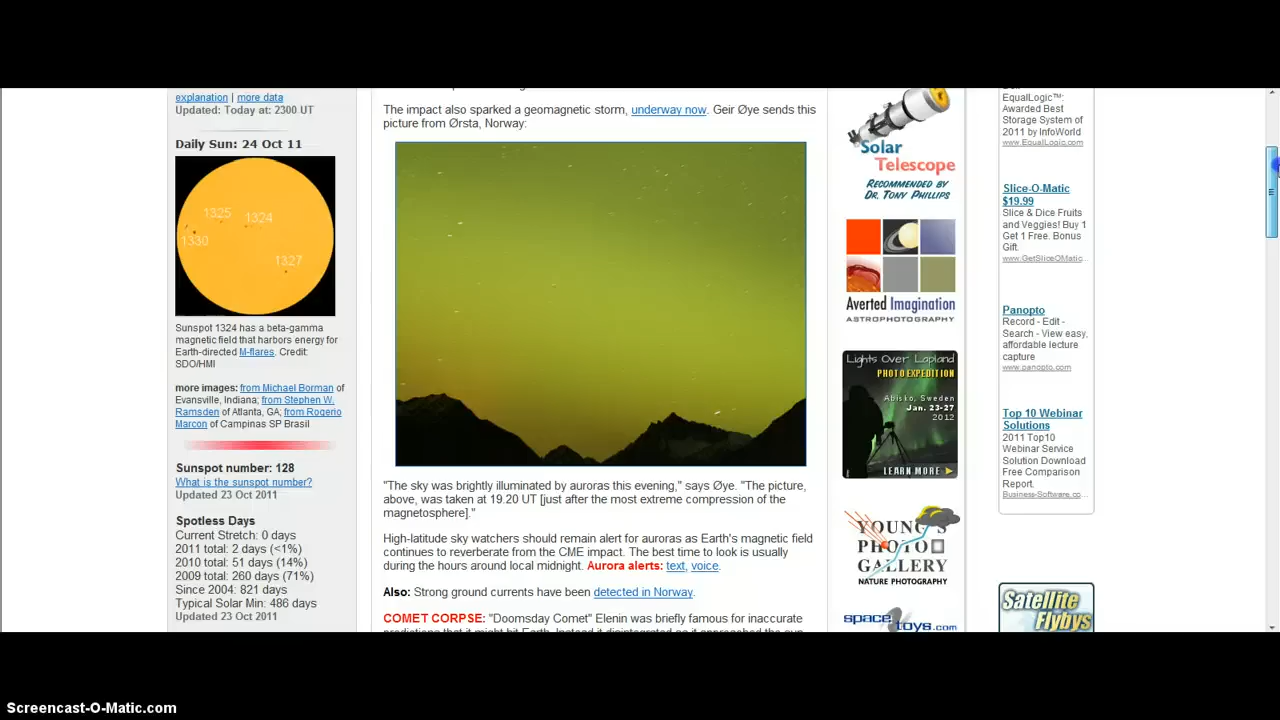 explanation | more data
Updated: Today at: 2300 UT
Daily Sun: 24 Oct 11
1325
1324
1330
1327
Sunspot 1324 has a beta-gamma
magnetic field that harbors energy for
Earth-directed M-flares. Credit:
SDO/HMI
more images: from Michael Borman of
Evansville, Indiana; from Stephen W.
Ramsden of Atlanta, GA; from Rogerio
Marcon of Campinas SP Brasil
Sunspot number: 128
What is the sunspot number?
Updated 23 Oct 2011
Spotless Days
Current Stretch: 0 days
2011 total: 2 days (<1%)
2010 total: 51 days (14%)
2009 total: 260 days (71%)
Since 2004: 821 days
Typical Solar Min: 486 days
Updated 23 Oct 2011
The impact also sparked a geomagnetic storm, underway now. Geir Øye sends this
picture from Ørsta, Norway:
"The sky was brightly illuminated by auroras this evening," says Øye. "The picture,
above, was taken at 19.20 UT [just after the most extreme compression of the
magnetosphere]."
High-latitude sky watchers should remain alert for auroras as Earth's magnetic field
continues to reverberate from the CME impact. The best time to look is usually
during the hours around local midnight. Aurora alerts: text, voice.
Also: Strong ground currents have been detected in Norway.
COMET CORPSE: "Doomsday Comet" Elenin was briefly famous for inaccurate
Solar
Telescope
RECOMMENDED BY
DR. TONY PHILLIPS
Averted Imagination
ASTROPHOTOGRAPHY
Lights Over Lapland
PHOTO EXPEDITION
Abisko, Sweden
Jan. 23-27
2012
LEARN MORE
YOUNG'S
PHOTO
GALLERY
NATURE PHOTOGRAPHY
space
toys.com
EqualLogic™:
Awarded Best
Storage System of
2011 by InfoWorld
www.EqualLogic.com
Slice-O-Matic
$19.99
Slice & Dice Fruits
and Veggies! Buy 1
Get 1 Free. Bonus
Gift.
www.GetSliceOMatic...
Panopto
Record - Edit -
Search - View easy,
affordable lecture
capture
www.panopto.com
Top 10 Webinar
Solutions
2011 Top10
Webinar Service
Solution Download
Free Comparison
Report.
Business-Software.co...
Satellite
Flybys
Screencast-O-Matic.com